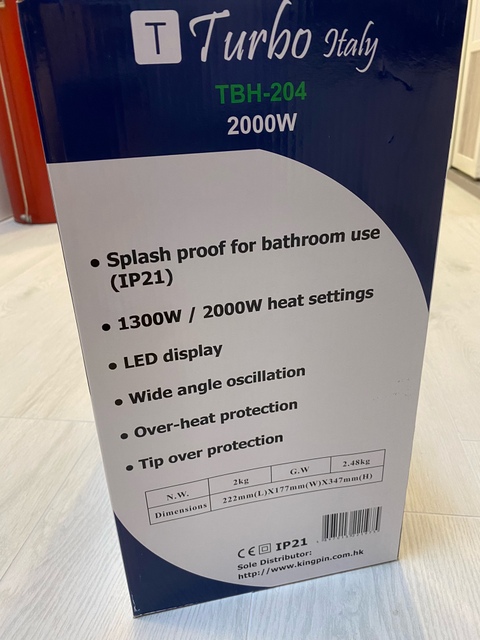 T Turbo Italy
TBH-204
2000W
• Splash proof for bathroom use
(IP21)
• 1300W / 2000W heat settings
• LED display
• Wide angle oscillation
• Over-heat protection
• Tip over protection
N.W. 2kg G.W 2.48kg
Dimensions 222mm(L)X177mm(W)X347mm(H)
CE IP21
Sole Distributor:
http://www.kingpin.com.hk